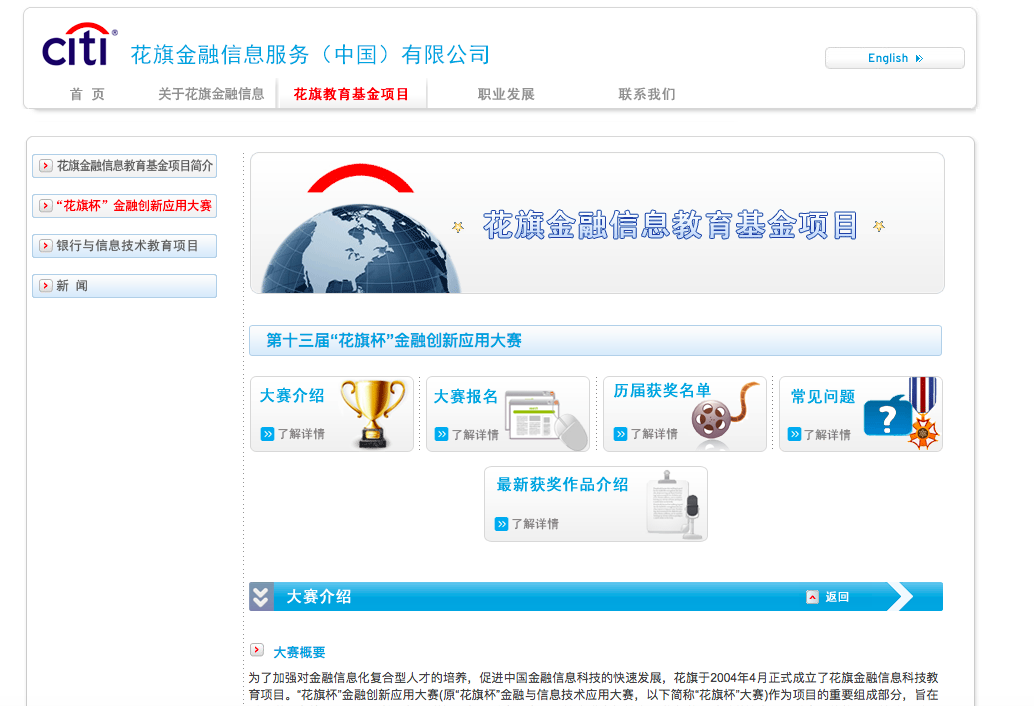 citi®
花旗金融信息服务（中国）有限公司
English
首 页 关于花旗金融信息 花旗教育基金项目 职业发展 联系我们
花旗金融信息教育基金项目简介
“花旗杯”金融创新应用大赛
银行与信息技术教育项目
新 闻
花旗金融信息教育基金项目
第十三届“花旗杯”金融创新应用大赛
大赛介绍
了解详情
大赛报名
了解详情
历届获奖名单
了解详情
常见问题
了解详情
?
最新获奖作品介绍
了解详情
大赛介绍 返回
大赛概要
为了加强对金融信息化复合型人才的培养，促进中国金融信息科技的快速发展，花旗于2004年4月正式成立了花旗金融信息科技教
育项目。“花旗杯”金融创新应用大赛(原“花旗杯”金融与信息技术应用大赛，以下简称“花旗杯”大赛)作为项目的重要组成部分，旨在